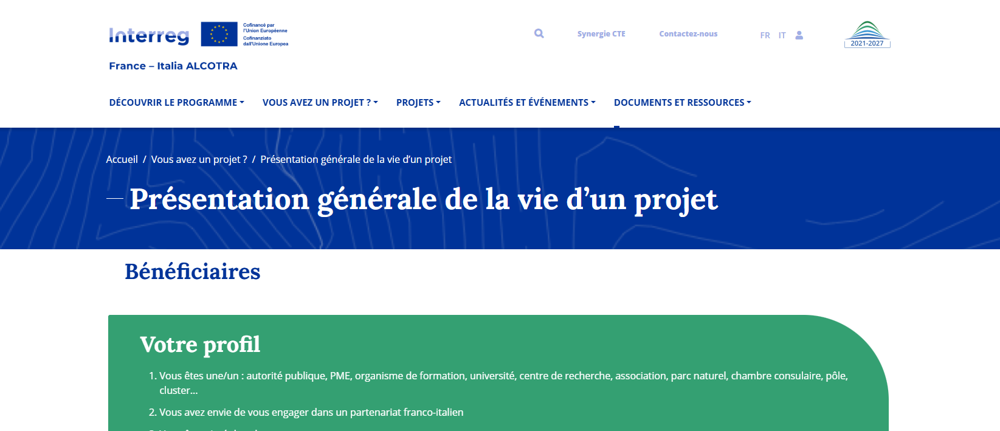 Interreg
Cofinancé par
l'Union Européenne
Cofinanziato
dall'Unione Europea
France – Italia ALCOTRA
Synergie CTE
Contactez-nous
FR IT
2021-2027
DÉCOUVRIR LE PROGRAMME
VOUS AVEZ UN PROJET ?
PROJETS
ACTUALITÉS ET ÉVÉNEMENTS
DOCUMENTS ET RESSOURCES
Accueil / Vous avez un projet ? / Présentation générale de la vie d’un projet
Présentation générale de la vie d’un projet
Bénéficiaires
Votre profil
1. Vous êtes une/un : autorité publique, PME, organisme de formation, université, centre de recherche, association, parc naturel, chambre consulaire, pôle,
cluster…
2. Vous avez envie de vous engager dans un partenariat franco-italien